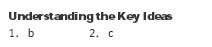 Understanding the Key Ideas
1. b 2. c